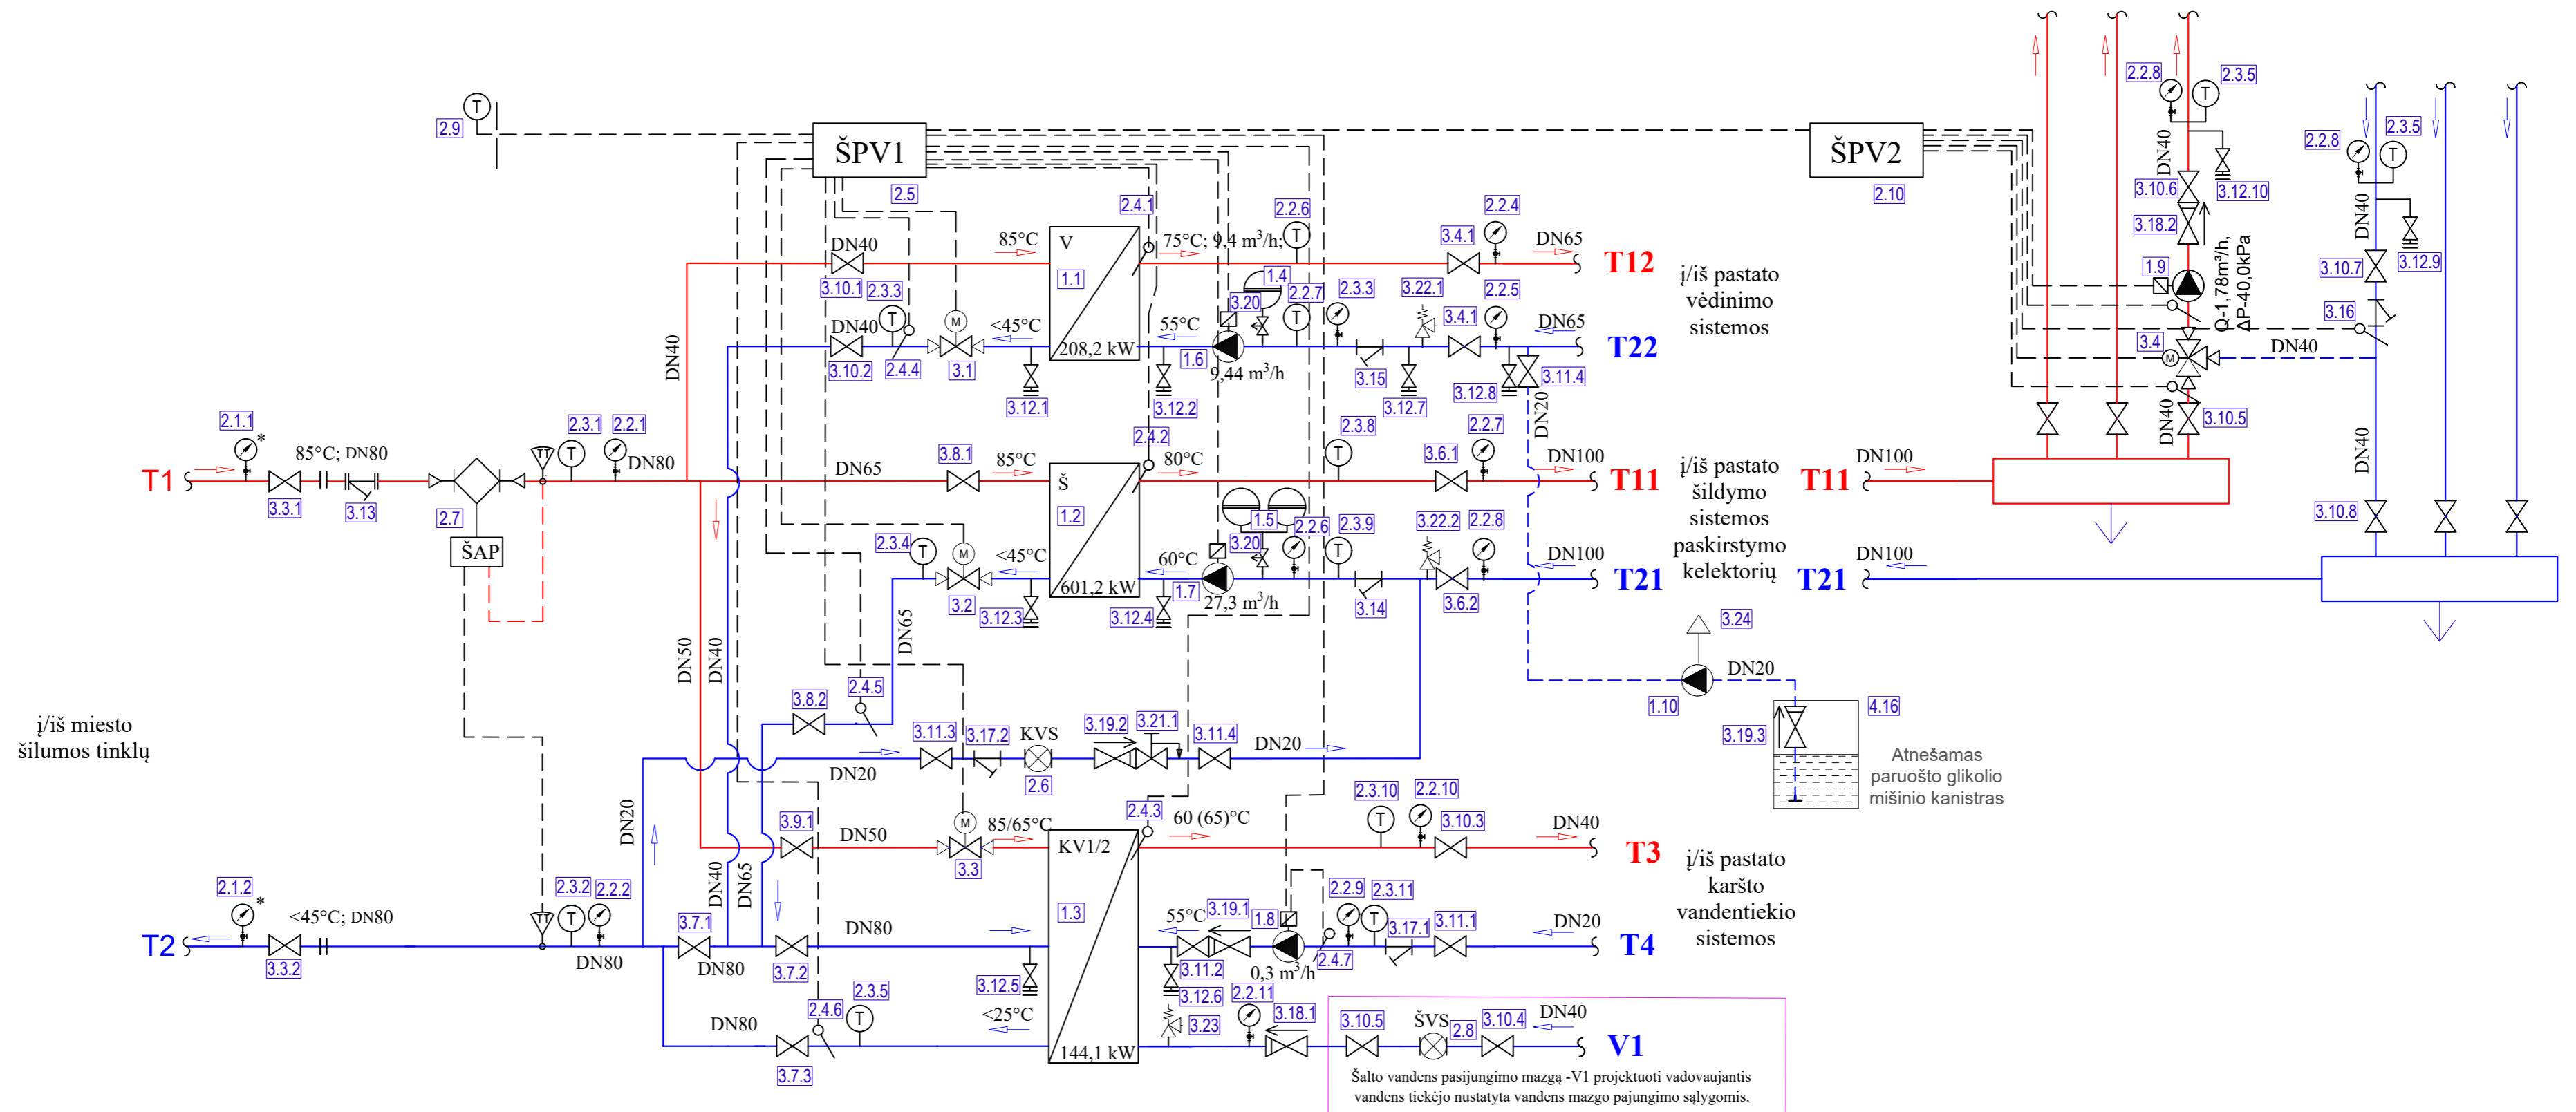 2.2.8
2.3.5
2.9
T
ŠPV1
ŠPV2
2.5
2.10
DN40
3.10.6
3.12.10
3.18.2
2.2.8
2.3.5
T
DN40
3.10.7
3.12.9
1.9
Q-1,78m³/h,
ΔP-40,0kPa
3.16
3.4
M
DN40
DN40
3.10.5
DN40
3.10.8
2.4.1
2.2.6
2.2.4
DN40
85°C
V
75°C; 9,4 m³/h;
T
3.4.1
DN65
T12
3.10.1
2.3.3
1.1
1.4
2.2.7
2.3.3
3.22.1
2.2.5
į/iš pastato
vėdinimo
sistemos
3.20
DN40
T
M
<45°C
55°C
T
3.4.1
DN65
T22
208,2 kW
1.6
9,44 m³/h
3.10.2
2.4.4
3.1
3.15
3.11.4
3.12.1
3.12.2
3.12.7
3.12.8
DN20
DN40
2.1.1
*
85°C; DN80
TT
2.3.1
2.2.1
T
DN80
T1
3.3.1
3.13
2.7
ŠAP
2.4.2
2.3.8
2.2.7
DN65
3.8.1
85°C
Š
80°C
T
3.6.1
DN100
T11
1.2
į/iš pastato
šildymo
sistemos
paskirstymo
kelektorių
T11
DN100
1.5
2.2.6
2.3.9
3.22.2
2.2.8
3.20
2.3.4
T
M
<45°C
60°C
T
DN100
T21
T21
DN100
601,2 kW
1.7
27,3 m³/h
3.2
3.14
3.6.2
3.12.3
3.12.4
DN65
DN50
DN40
3.24
DN20
1.10
4.16
3.19.3
Atnešamas
paruošto glikolio
mišinio kanistras
į/iš miesto
šilumos tinklų
3.8.2
2.4.5
3.11.3
3.17.2
KVS
3.19.2
3.21.1
3.11.4
DN20
DN20
2.6
DN20
3.9.1
DN50
M
85/65°C
3.3
2.4.3
60 (65)°C
KV1/2
2.3.10
2.2.10
T
3.10.3
DN40
T3
DN40
DN65
į/iš pastato
karšto
vandentiekio
sistemos
2.1.2
*
<45°C; DN80
TT
2.3.2
2.2.2
T
T2
3.3.2
DN80
3.7.1
DN80
3.7.2
DN80
1.3
55°C
3.19.1
1.8
2.2.9
2.3.11
T
3.17.1
3.11.1
DN20
T4
3.11.2
0,3 m³/h
2.4.7
3.12.5
3.12.6
2.4.6
2.3.5
T
DN80
<25°C
3.7.3
144,1 kW
3.23
2.2.11
3.18.1
3.10.5
ŠVS
2.8
3.10.4
DN40
V1
Šalto vandens pasijungimo mazgą -V1 projektuoti vadovaujantis
vandens tiekėjo nustatyta vandens mazgo pajungimo sąlygomis.